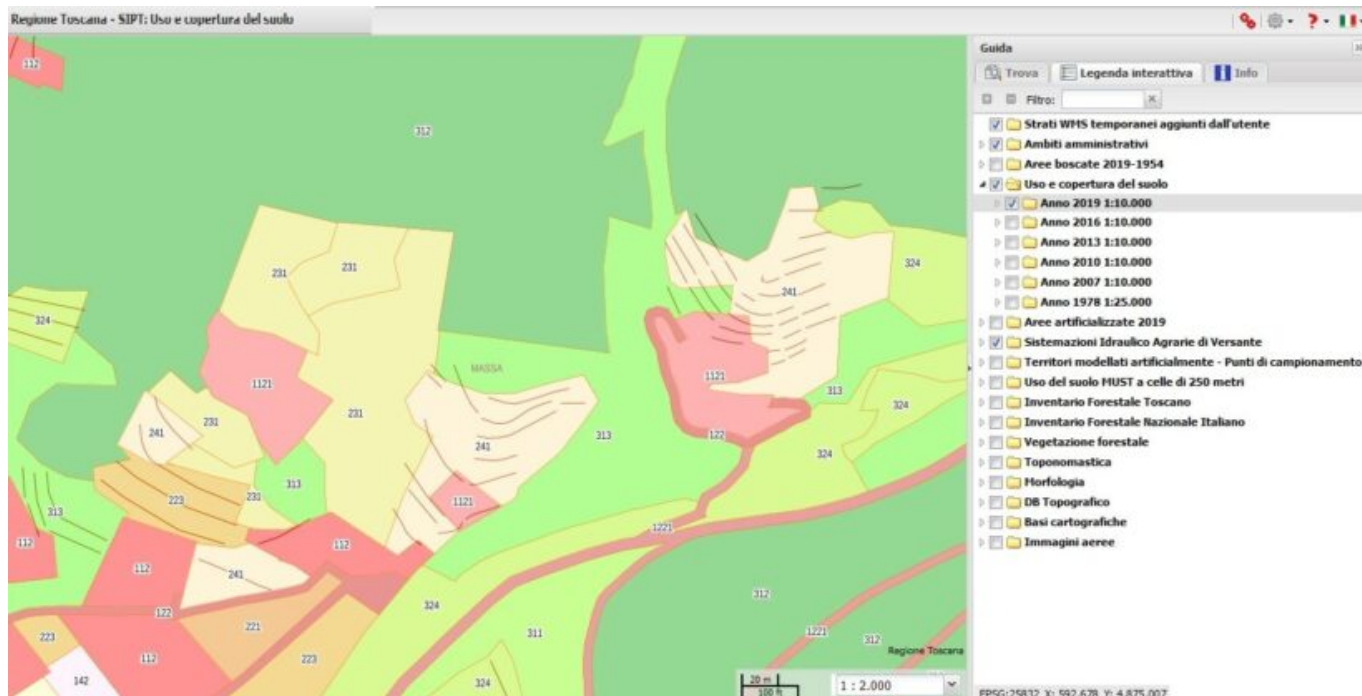 Regione Toscana - SIPT: Uso e copertura del suolo
Guida
Trova
Legenda interattiva
Info
Filtro:
Strati WMS temporanei aggiunti dall'utente
Ambiti amministrativi
Aree boscate 2019-1954
Uso e copertura del suolo
Anno 2019 1:10.000
Anno 2016 1:10.000
Anno 2013 1:10.000
Anno 2010 1:10.000
Anno 2007 1:10.000
Anno 1978 1:25.000
Aree artificializzate 2019
Sistemazioni Idraulico Agrarie di Versante
Territori modellati artificialmente - Punti di campionamento
Uso del suolo MUST a celle di 250 metri
Inventario Forestale Toscano
Inventario Forestale Nazionale Italiano
Vegetazione forestale
Toponomastica
Morfologia
DB Topografico
Basi cartografiche
Immagini aeree
112
312
231
231
324
241
324
MASSA
1121
1121
313
324
231
231
241
122
313
241
324
223
231
313
1121
313
1221
112
112
112
241
312
122
324
223
221
311
1221
312
Regione Toscana
112
223
142
324
20 m
100 ft
1 : 2.000
EPSG:25832 X: 592.678 Y: 4.875.007